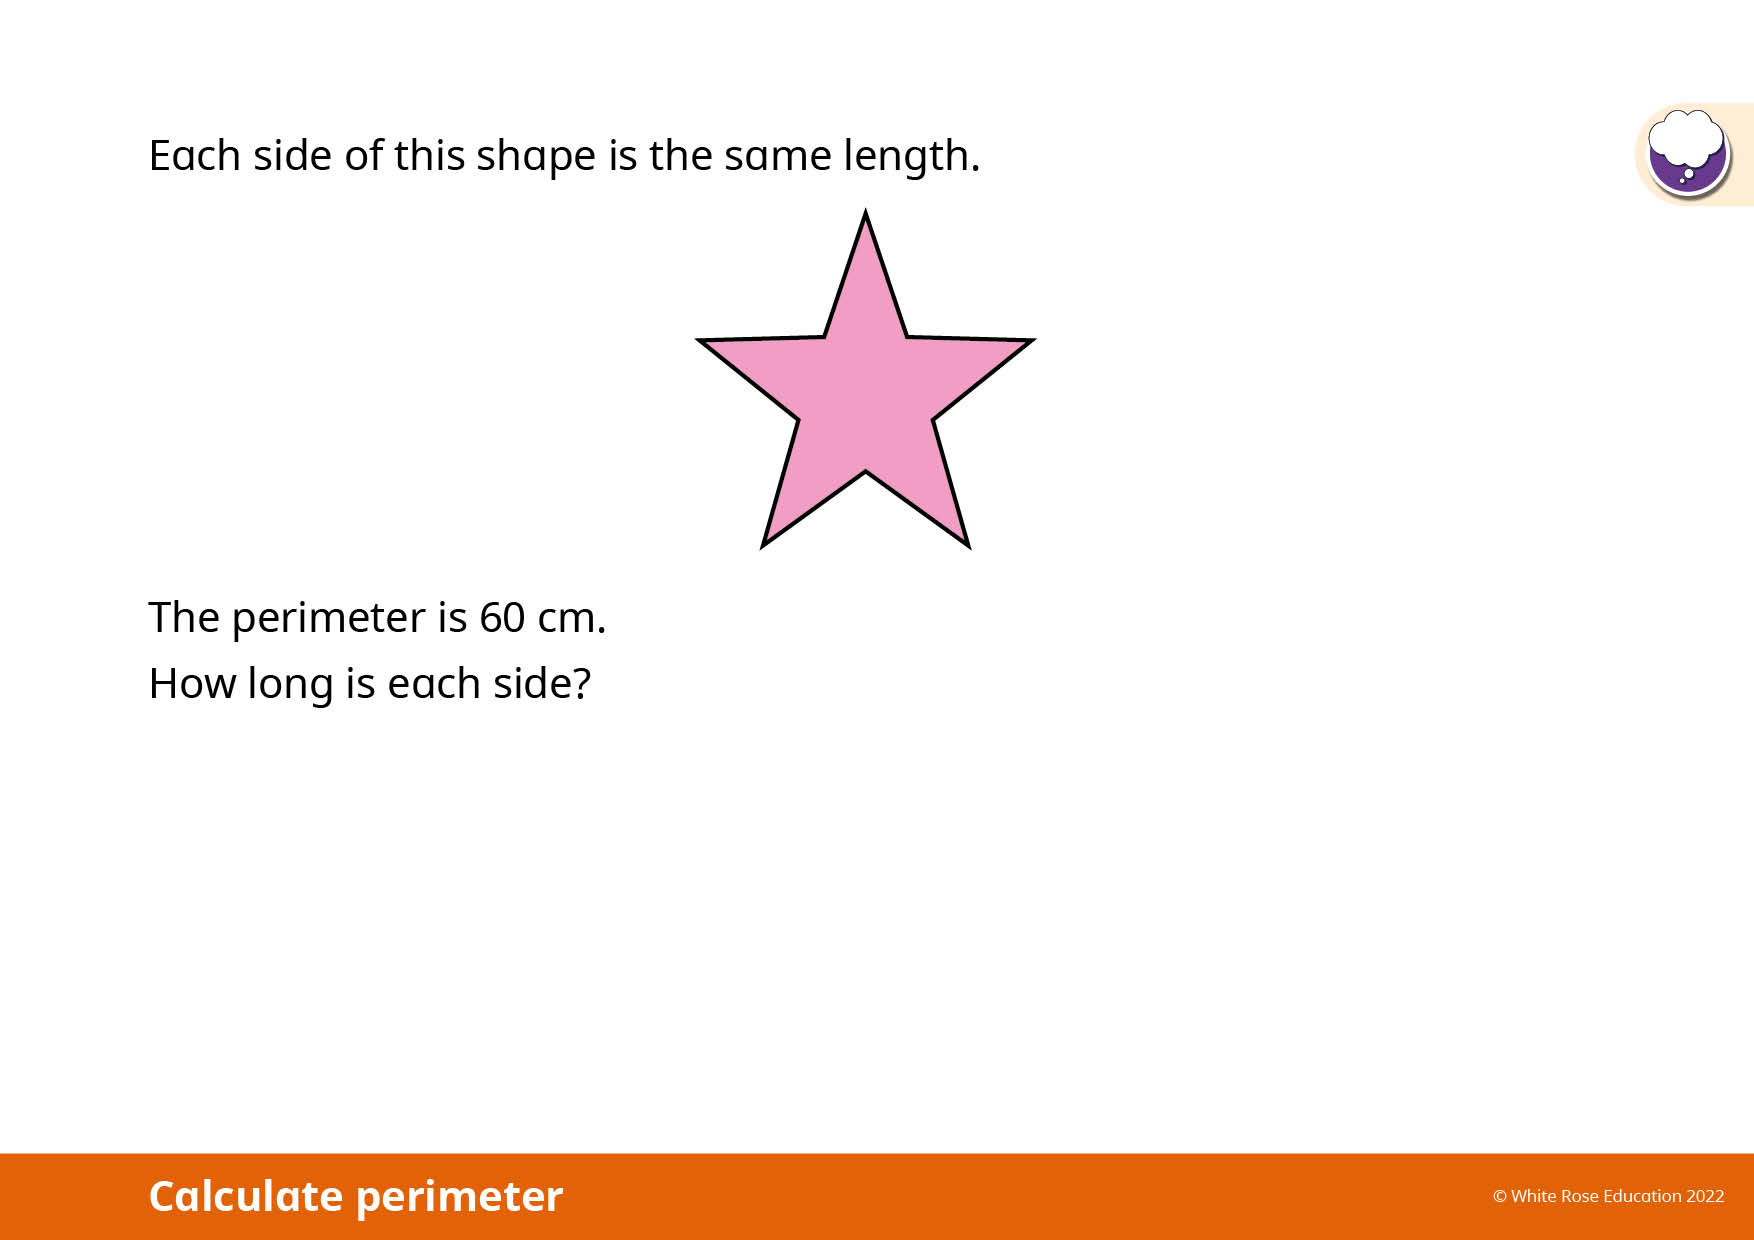 Each side of this shape is the same length.
The perimeter is 60 cm.
How long is each side?
Calculate perimeter
© White Rose Education 2022